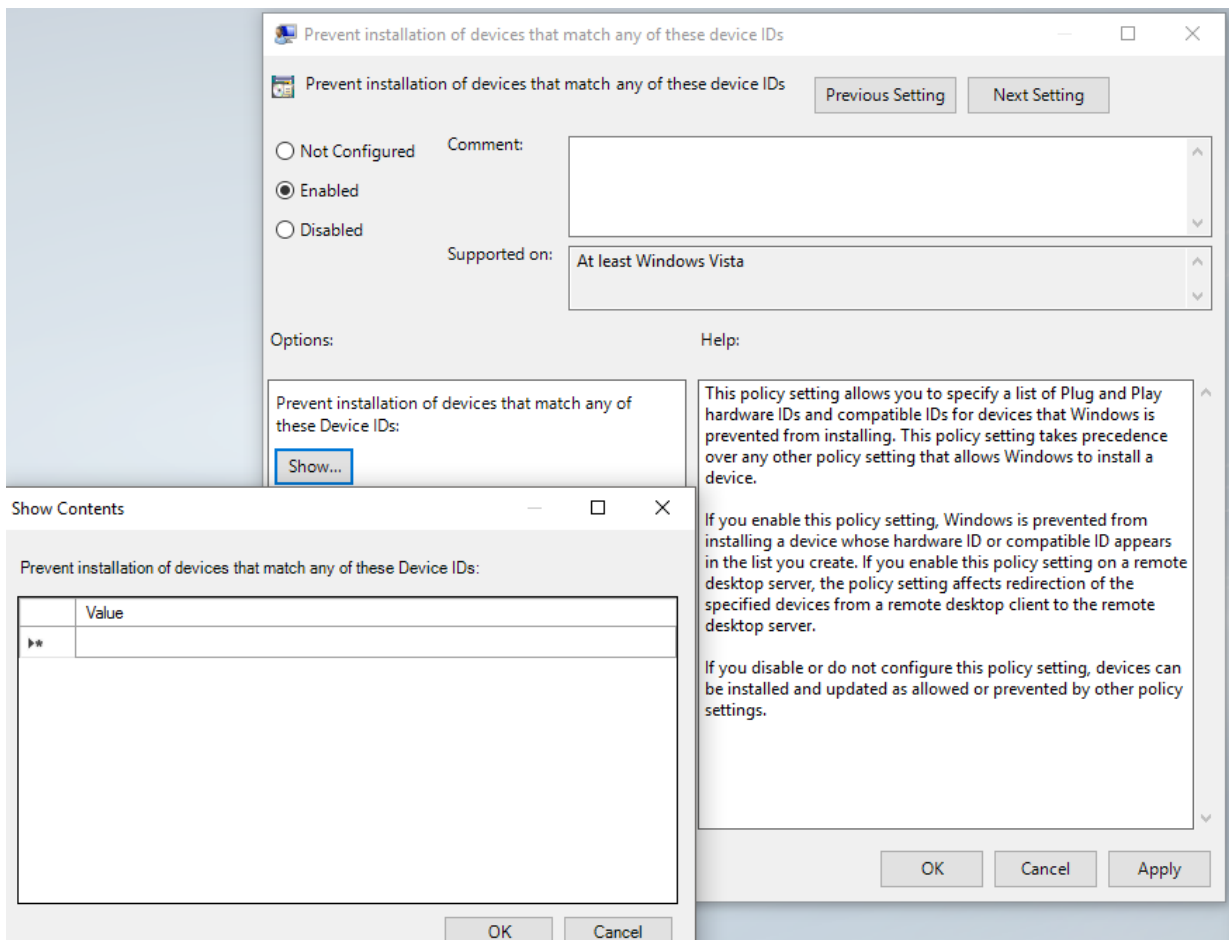 Prevent installation of devices that match any of these device IDs
Prevent installation of devices that match any of these device IDs
Previous Setting
Next Setting
Not Configured
Enabled
Disabled
Comment:
Supported on:
At least Windows Vista
Options:
Help:
Prevent installation of devices that match any of
these Device IDs:
Show...
This policy setting allows you to specify a list of Plug and Play
hardware IDs and compatible IDs for devices that Windows is
prevented from installing. This policy setting takes precedence
over any other policy setting that allows Windows to install a
device.
If you enable this policy setting, Windows is prevented from
installing a device whose hardware ID or compatible ID appears
in the list you create. If you enable this policy setting on a remote
desktop server, the policy setting affects redirection of the
specified devices from a remote desktop client to the remote
desktop server.
If you disable or do not configure this policy setting, devices can
be installed and updated as allowed or prevented by other policy
settings.
OK
Cancel
Apply
Show Contents
Prevent installation of devices that match any of these Device IDs:
Value
OK
Cancel